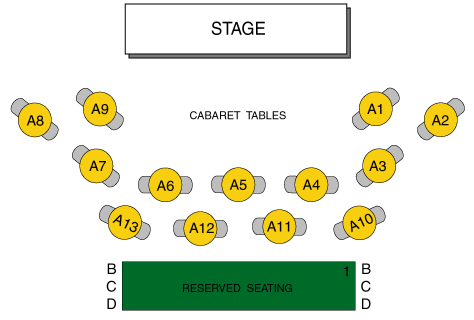 STAGE
CABARET TABLES
A9
A1
A8
A2
A7
A3
A6
A5
A4
A13
A12
A11
A10
B
1
B
C
RESERVED SEATING
C
D
D